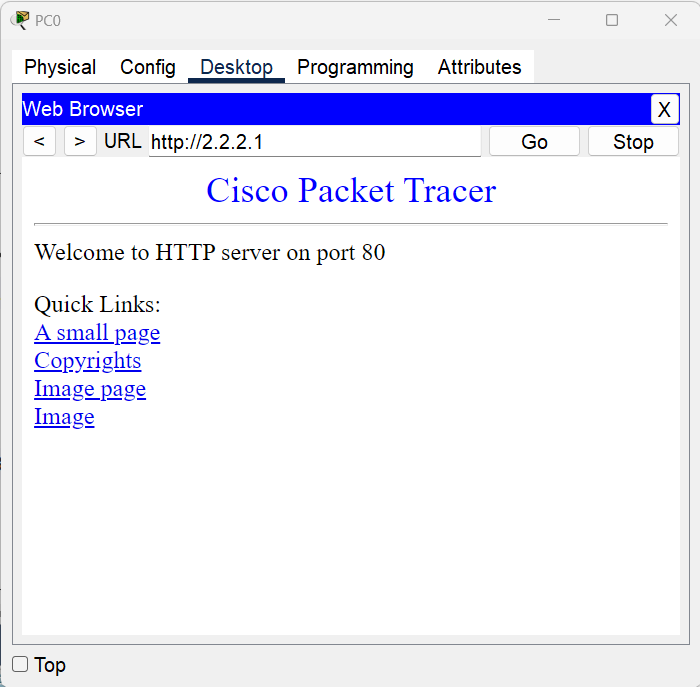 PC0
Physical Config Desktop Programming Attributes
Web Browser X
< > URL http://2.2.2.1 Go Stop
Cisco Packet Tracer
Welcome to HTTP server on port 80
Quick Links:
A small page
Copyrights
Image page
Image
Top